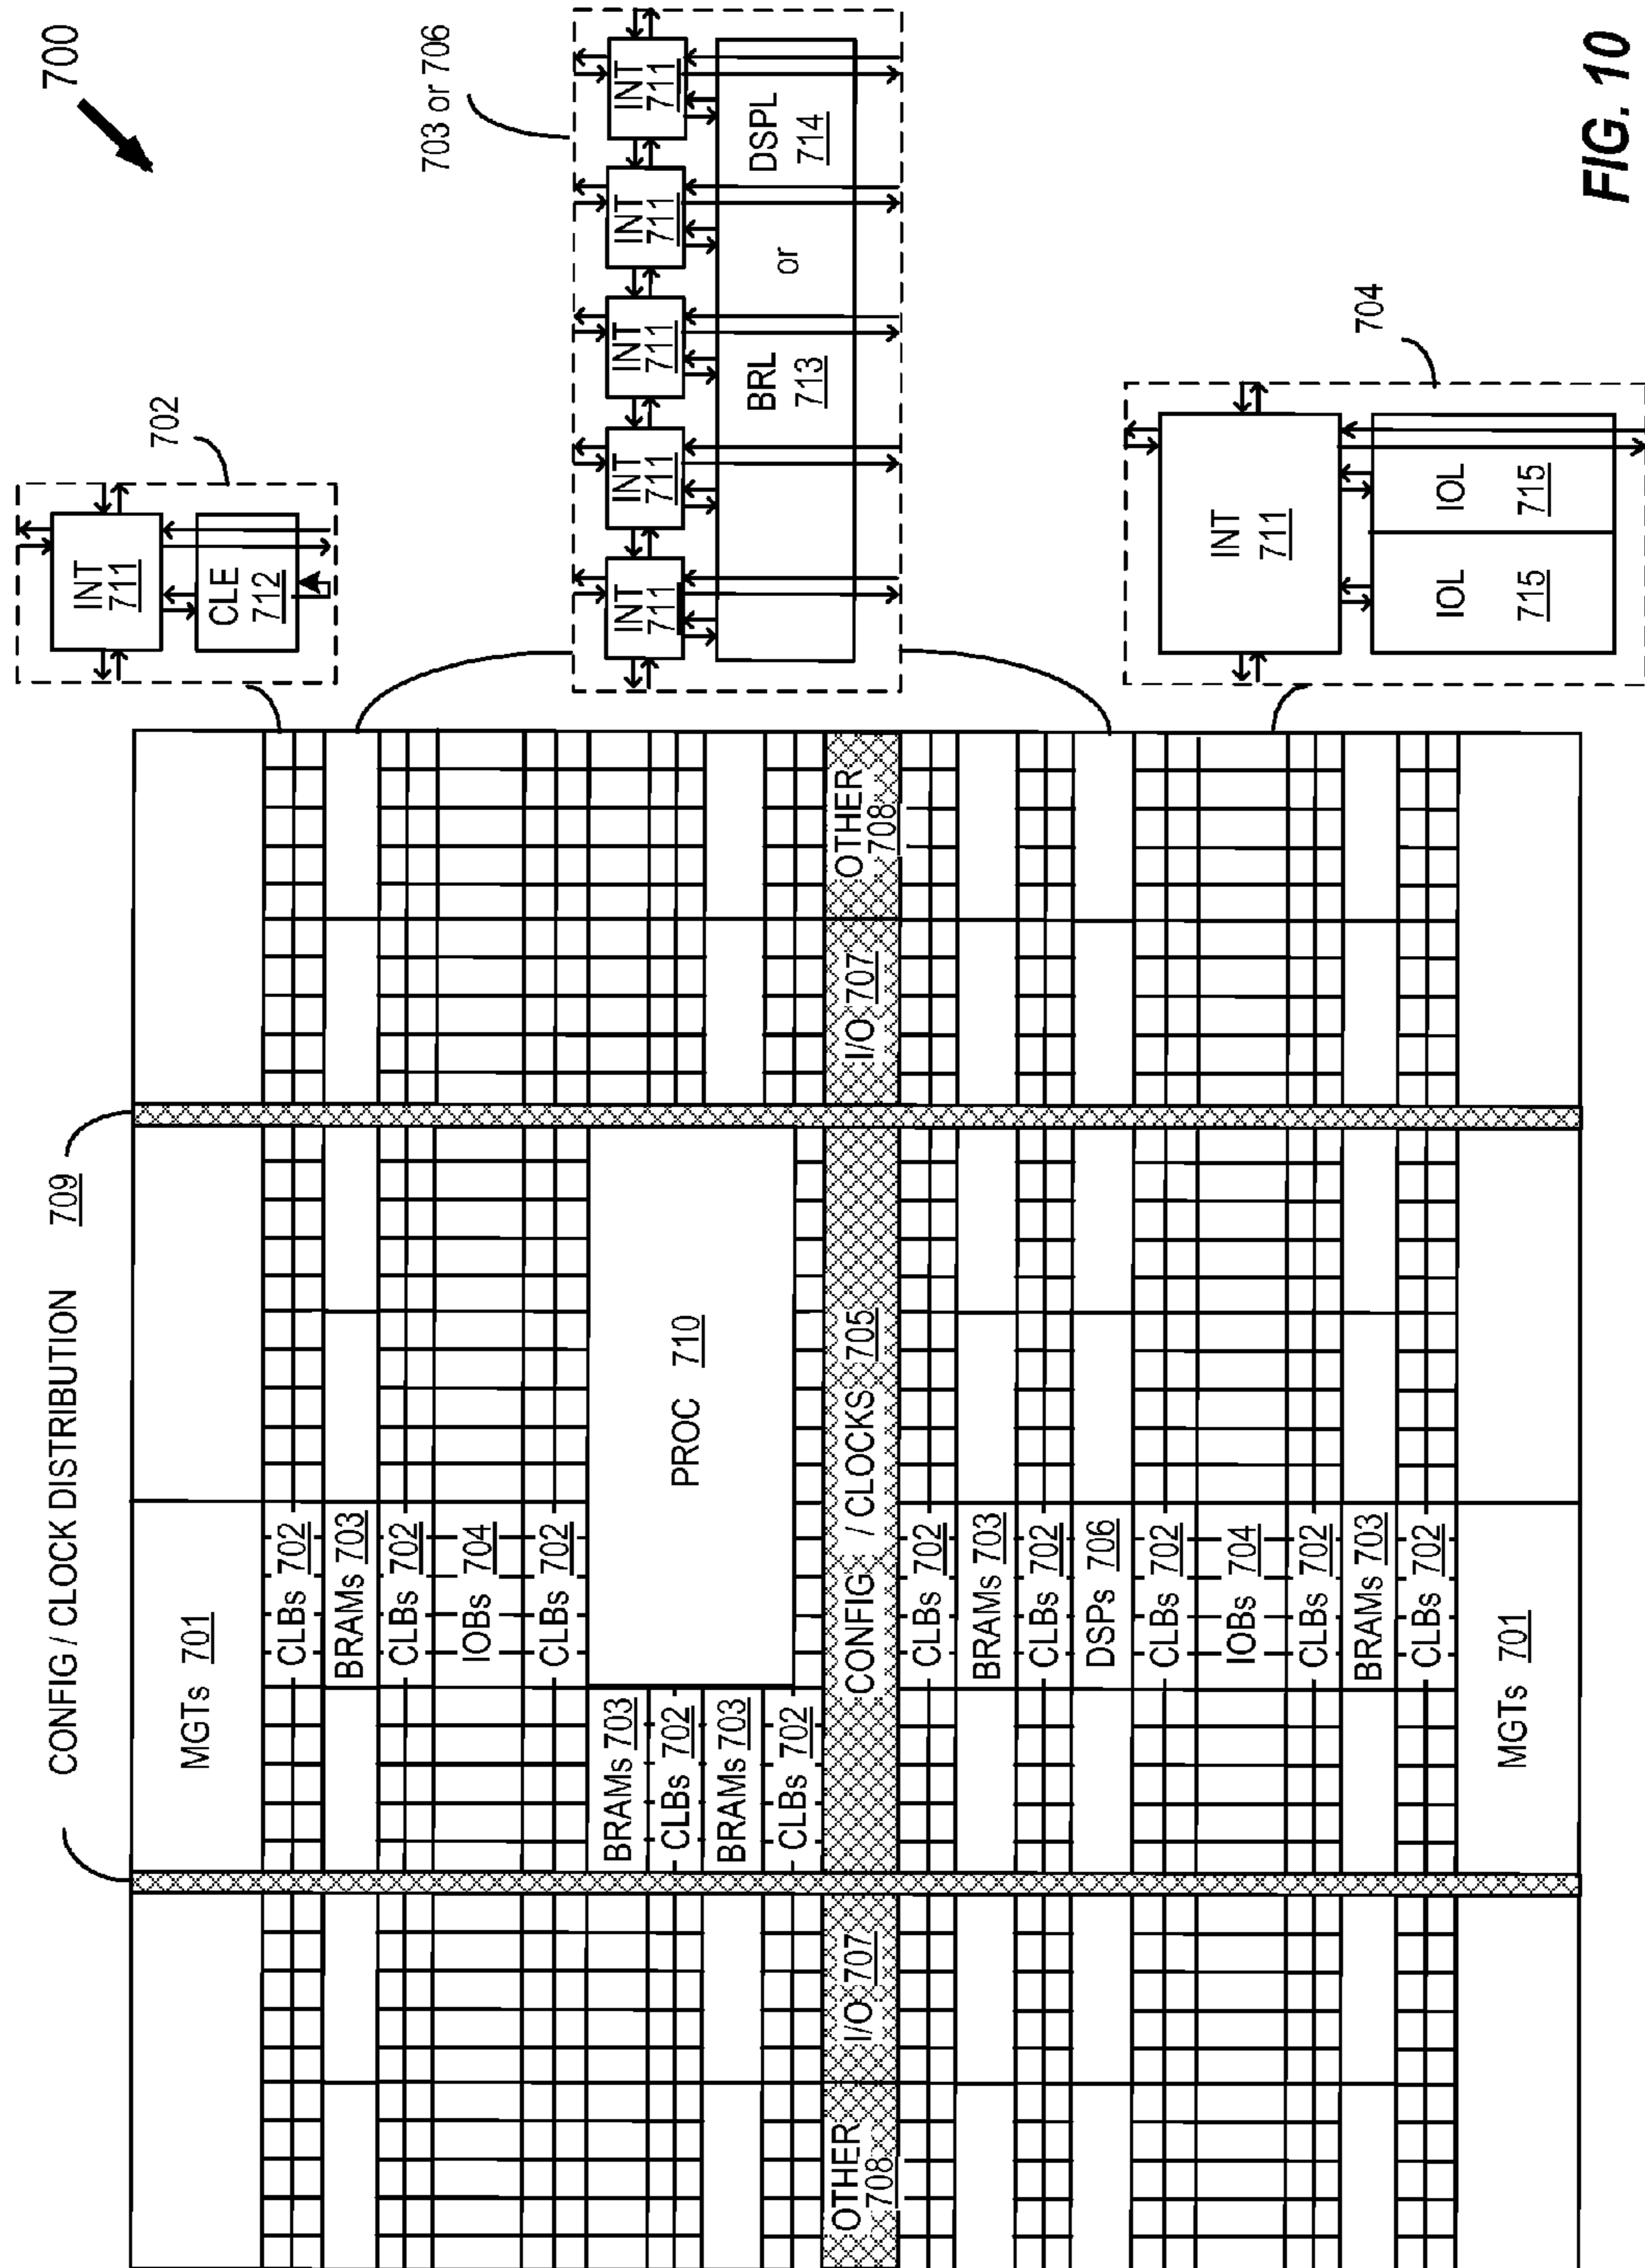 700
CONFIG / CLOCK DISTRIBUTION 709
MGTs 701
CLBs 702
BRAMs 703
CLBs 702
IOBs 704
CLBs 702
BRAMs 703
CLBs 702
BRAMs 703
CLBs 702
PROC 710
OTHER
708
I/O 707
CONFIG / CLOCKS 705
I/O 707
OTHER
708
CLBs 702
BRAMs 703
CLBs 702
DSPs 706
CLBs 702
IOBs 704
CLBs 702
BRAMs 703
CLBs 702
MGTs 701
702
INT
711
CLE
712
703 or 706
INT
711
INT
711
INT
711
INT
711
INT
711
BRL
713
or
DSPL
714
704
INT
711
IOL
715
IOL
715
FIG. 10